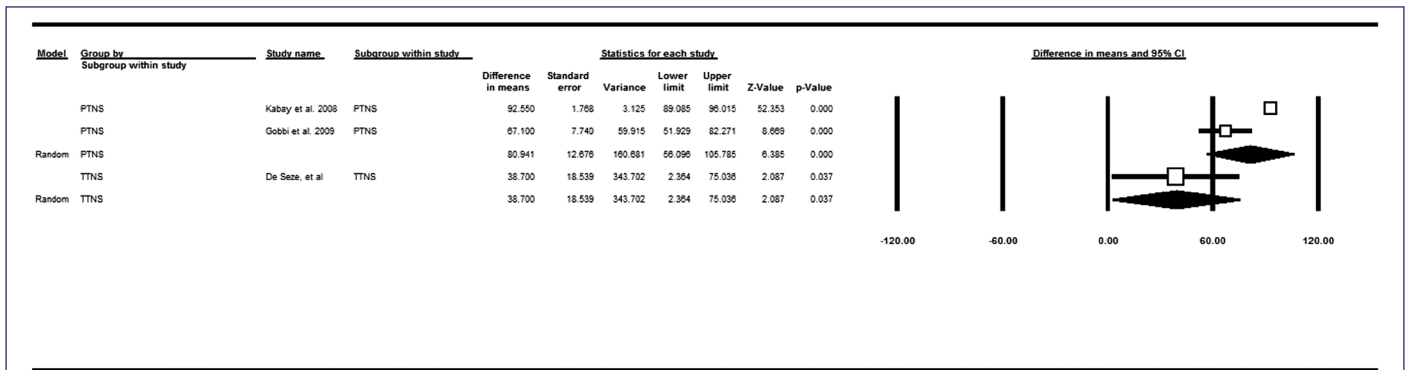 Model Group by Study name Subgroup within study Statistics for each study Difference in means and 95% CI
Subgroup within study
Difference in means Standard error Variance Lower limit Upper limit Z-Value p-Value
PTNS Kabay et al. 2008 PTNS 92.550 1.768 3.125 89.085 96.015 52.353 0.000
PTNS Gobbi et al. 2009 PTNS 67.100 7.740 59.915 51.929 82.271 8.669 0.000
Random PTNS 80.941 12.676 160.681 56.096 105.785 6.385 0.000
TTNS De Seze, et al TTNS 38.700 18.539 343.702 2.364 75.036 2.087 0.037
Random TTNS 38.700 18.539 343.702 2.364 75.036 2.087 0.037
-120.00 -60.00 0.00 60.00 120.00